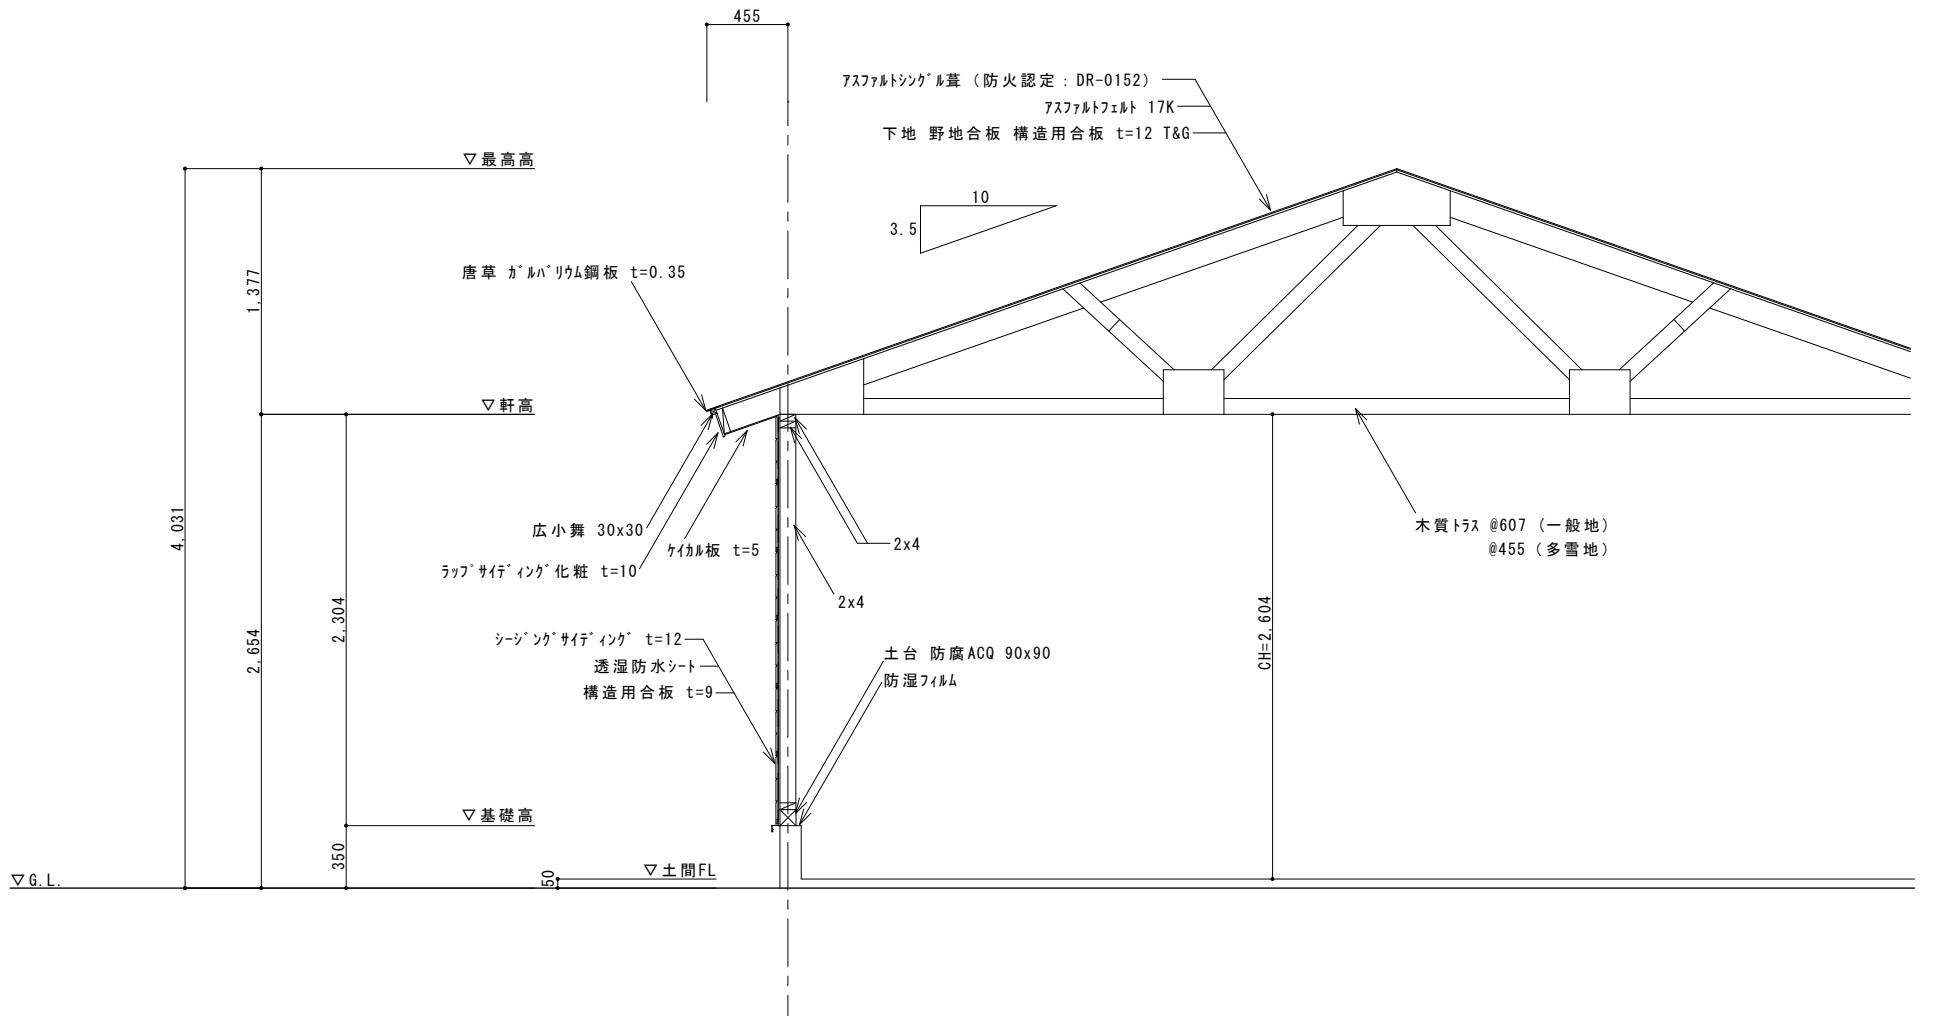 455
アスファルトシングル葺 (防火認定：DR-0152)
アスファルトフェルト 17K
下地 野地合板 構造用合板 t=12 T&G
▽最高高
10
3.5
唐草 ガルバリウム鋼板 t=0.35
1,377
▽軒高
4,031
広小舞 30x30
ケイカル板 t=5
ラップサイディング化粧 t=10
2x4
2x4
木質トラス @607 (一般地)
@455 (多雪地)
2,304
2,654
CH=2,604
シージングサイディング t=12
透湿防水シート
構造用合板 t=9
土台 防腐ACQ 90x90
防湿フィルム
▽基礎高
350
▽土間FL
50
▽G.L.